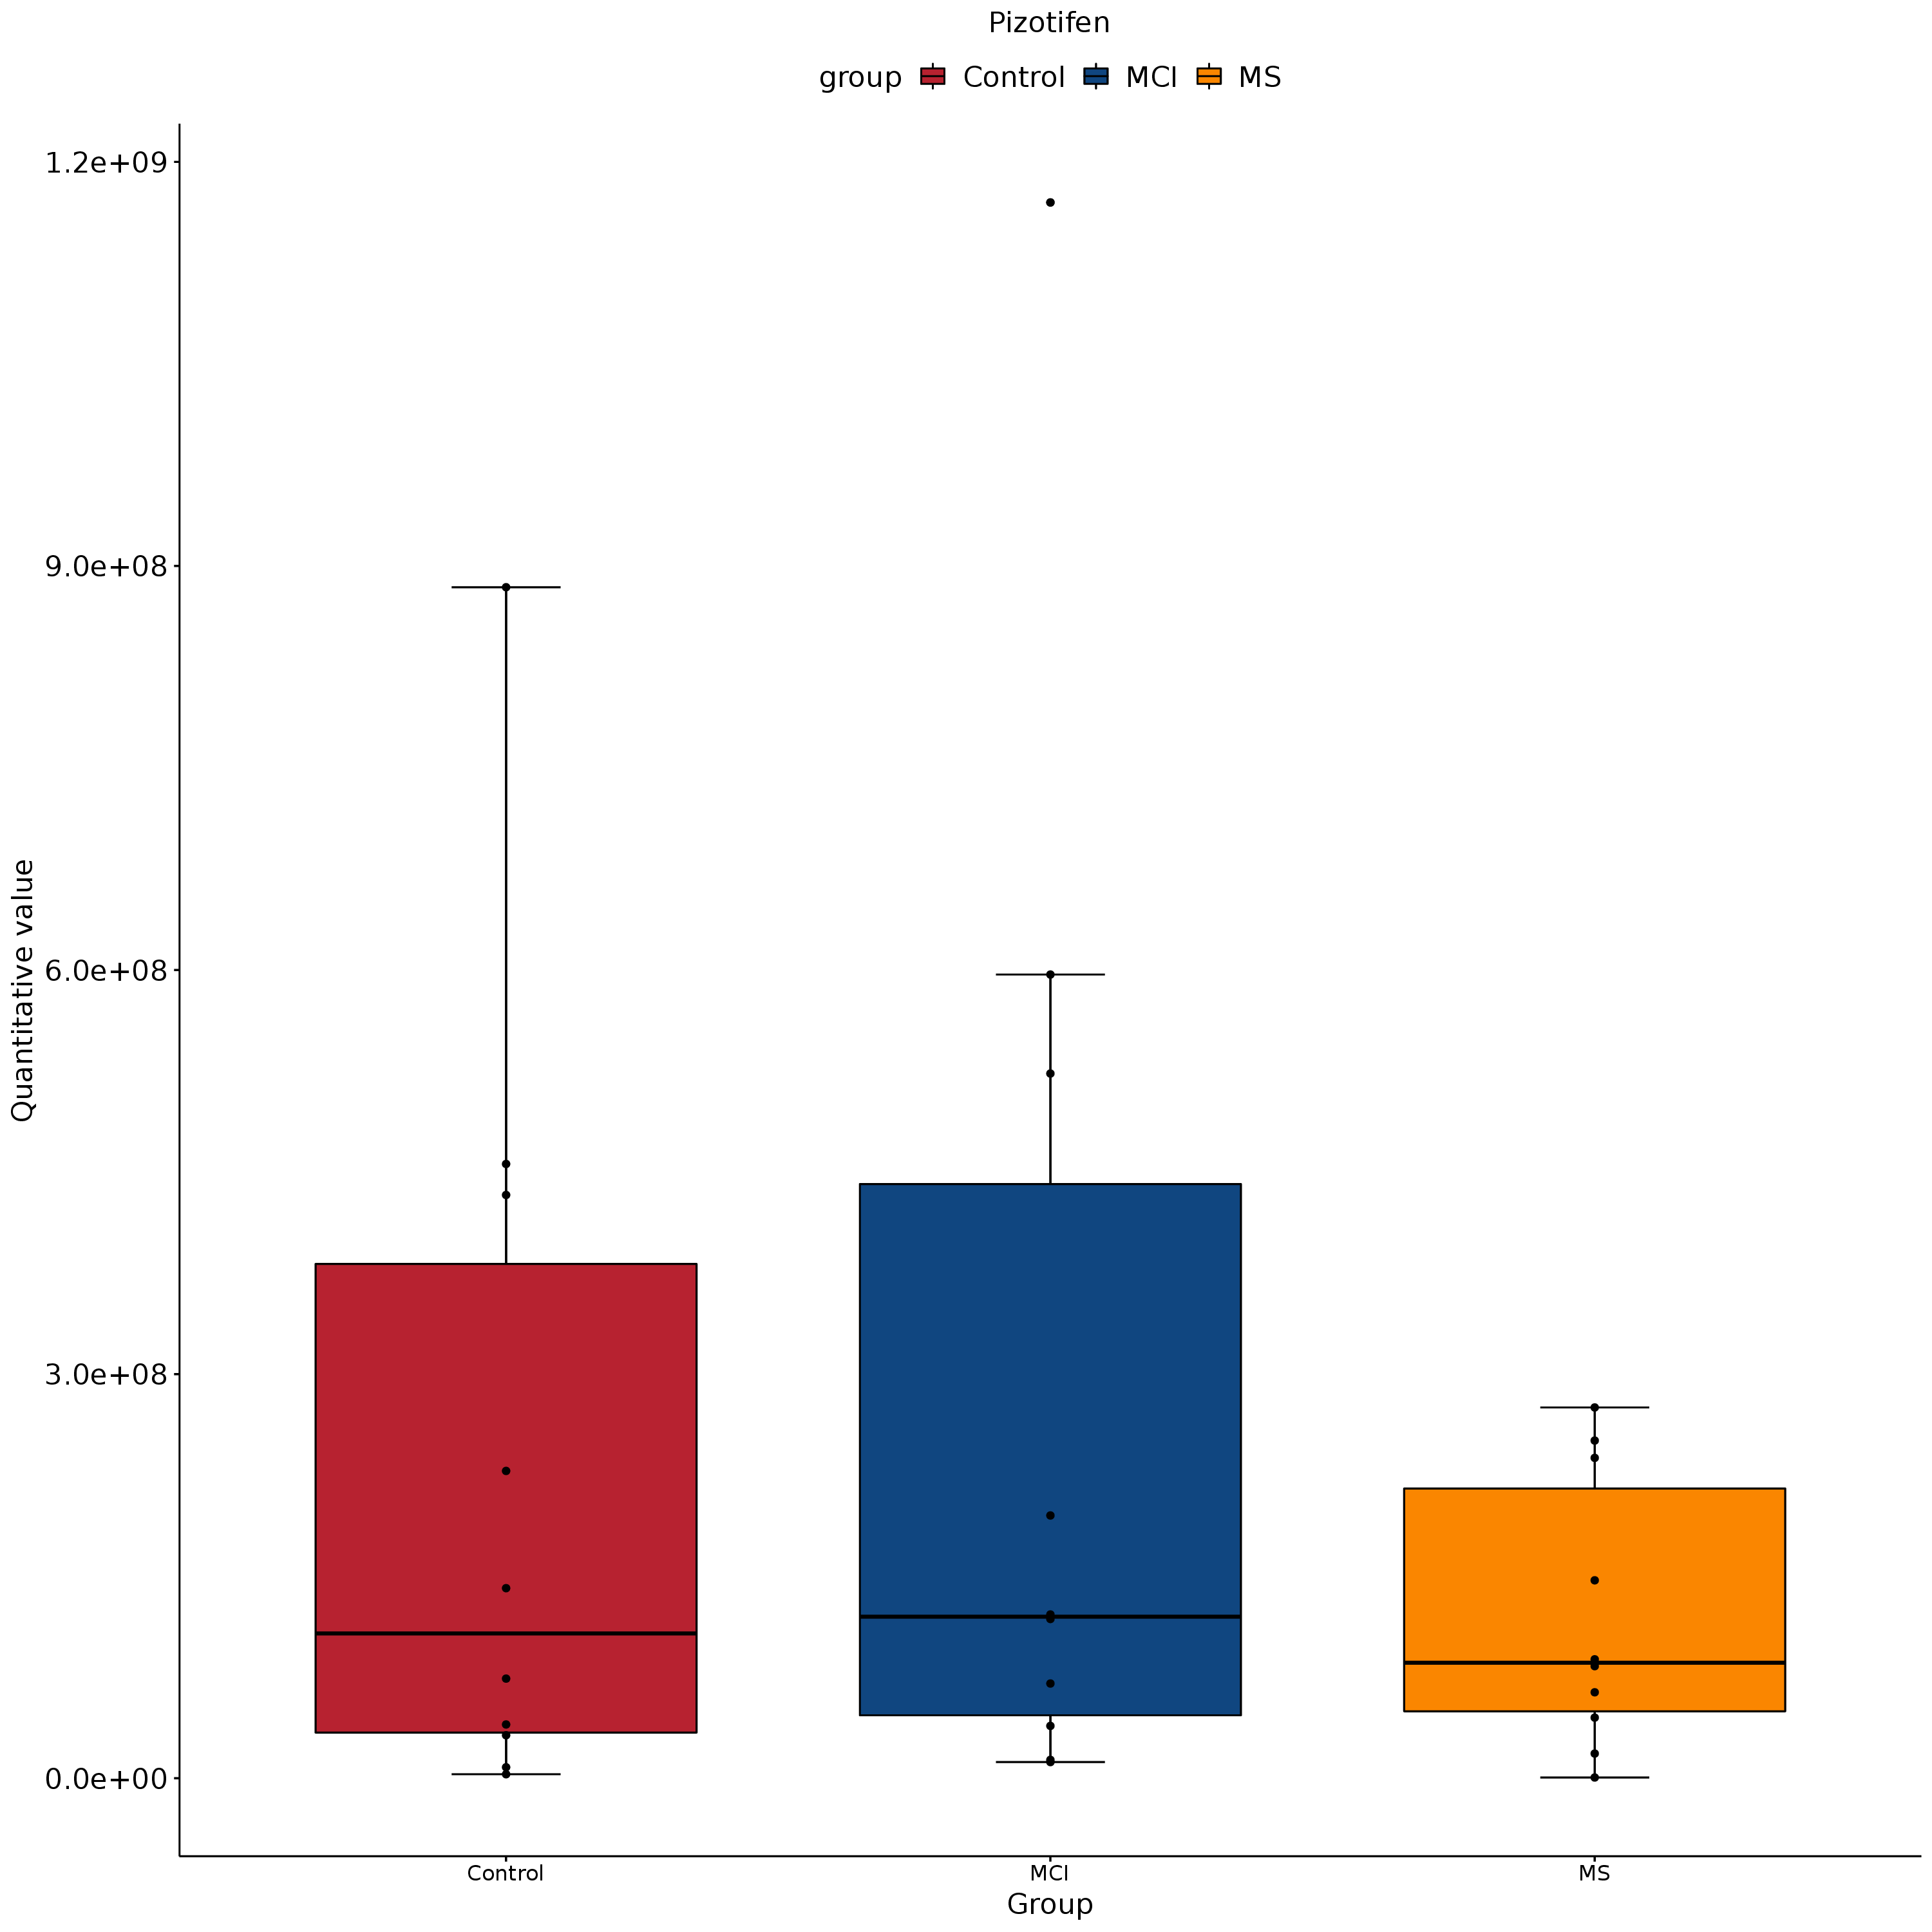 Pizotifen
group Control MCI MS
1.2e+09
9.0e+08
6.0e+08
3.0e+08
0.0e+00
Quantitative value
Control MCI MS
Group